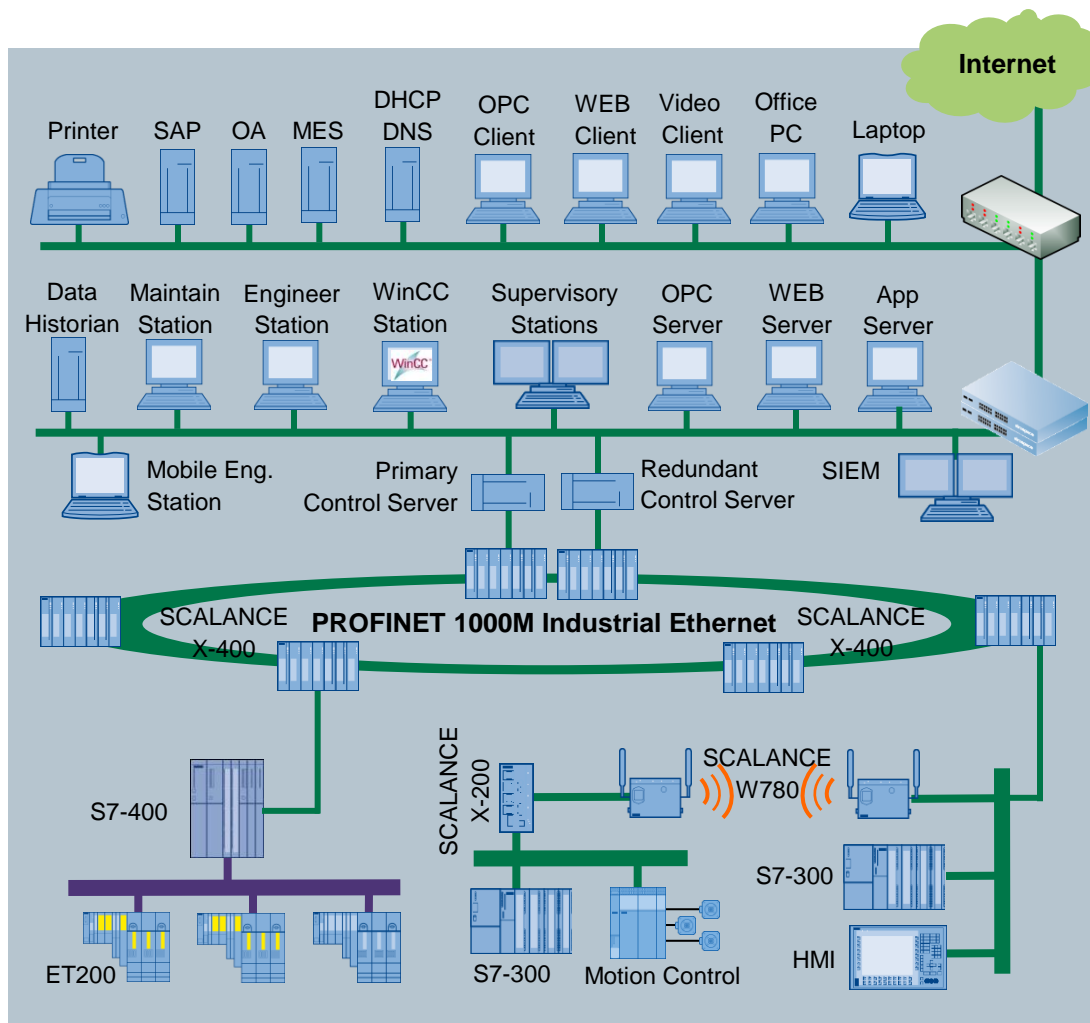 Internet
Printer
SAP
OA
MES
DHCP
DNS
OPC
Client
WEB
Client
Video
Client
Office
PC
Laptop
Data
Historian
Maintain
Station
Engineer
Station
WinCC
Station
WinCC
Supervisory
Stations
OPC
Server
WEB
Server
App
Server
Mobile Eng.
Station
Primary
Control Server
Redundant
Control Server
SIEM
SCALANCE
X-400
PROFINET 1000M Industrial Ethernet
SCALANCE
X-400
S7-400
SCALANCE
X-200
SCALANCE
W780
S7-300
ET200
S7-300
Motion Control
HMI